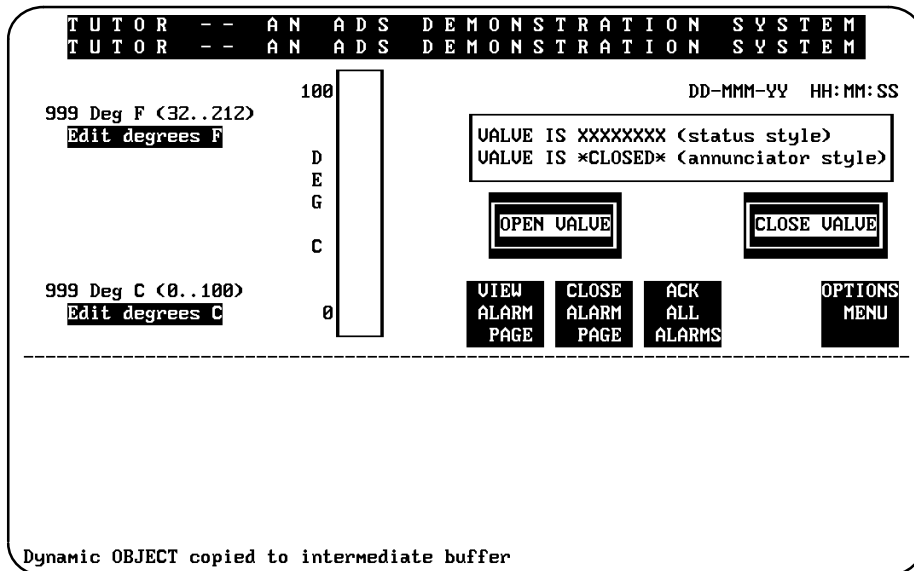 T U T O R  - -  A N  A D S  D E M O N S T R A T I O N  S Y S T E M
T U T O R  - -  A N  A D S  D E M O N S T R A T I O N  S Y S T E M
100
DD-MMM-YY HH:MM:SS
999 Deg F (32..212)
Edit degrees F
VALVE IS XXXXXXXX (status style)
VALVE IS *CLOSED* (annunciator style)
D
E
G
C
OPEN VALVE
CLOSE VALVE
999 Deg C (0..100)
Edit degrees C
0
VIEW
ALARM
PAGE
CLOSE
ALARM
PAGE
ACK
ALL
ALARMS
OPTIONS
MENU
Dynamic OBJECT copied to intermediate buffer